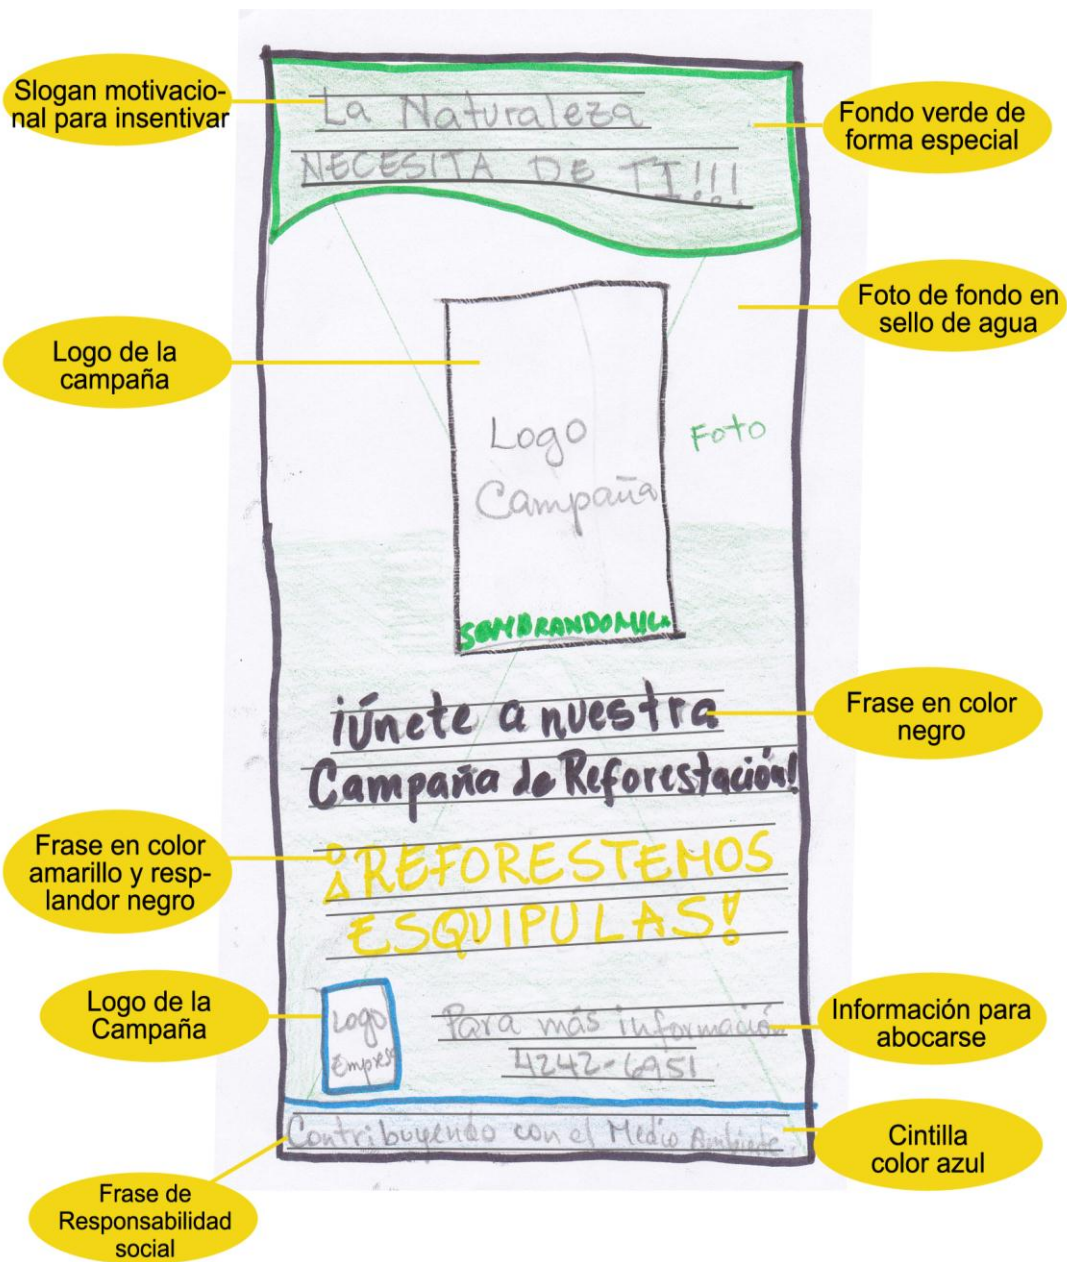 Slogan motivacio-
nal para insentivar
La Naturaleza
NECESITA DE TI!!!
Fondo verde de
forma especial
Foto de fondo en
sello de agua
Logo de la
campaña
Logo
Campaña
Foto
SEMBRANDO
¡Únete a nuestra
Campaña de Reforestación!
Frase en color
negro
Frase en color
amarillo y resp-
landor negro
¡REFORESTEMOS
ESQUIPULAS!
Logo de la
Campaña
Logo
Empresa
Para más información
4242-6951
Información para
abocarse
Contribuyendo con el Medio Ambiente
Cintilla
color azul
Frase de
Responsabilidad
social